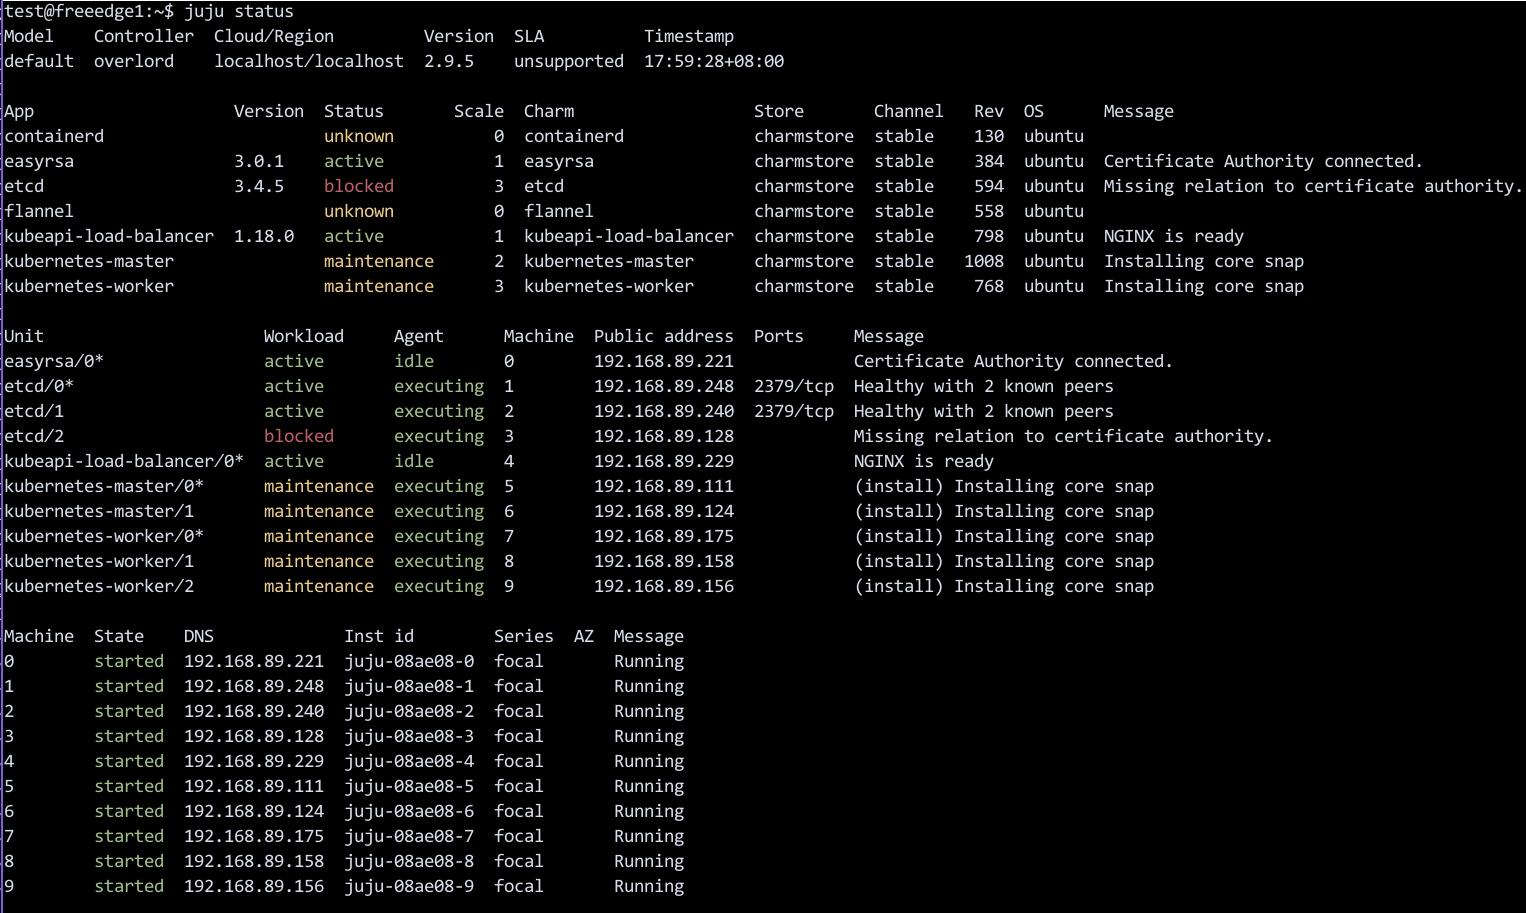 test@freeedge1:~$ juju status
Model    Controller  Cloud/Region         Version  SLA          Timestamp
default  overlord    localhost/localhost  2.9.5    unsupported  17:59:28+08:00

App                    Version  Status       Scale  Charm                  Store       Channel   Rev  OS      Message
containerd                      unknown          0  containerd             charmstore  stable    130  ubuntu
easyrsa                3.0.1    active           1  easyrsa                charmstore  stable    384  ubuntu  Certificate Authority connected.
etcd                   3.4.5    blocked          3  etcd                   charmstore  stable    594  ubuntu  Missing relation to certificate authority.
flannel                         unknown          0  flannel                charmstore  stable    558  ubuntu
kubeapi-load-balancer  1.18.0   active           1  kubeapi-load-balancer  charmstore  stable    798  ubuntu  NGINX is ready
kubernetes-master               maintenance      2  kubernetes-master      charmstore  stable   1008  ubuntu  Installing core snap
kubernetes-worker               maintenance      3  kubernetes-worker      charmstore  stable    768  ubuntu  Installing core snap

Unit                      Workload     Agent      Machine  Public address  Ports     Message
easyrsa/0*                active       idle       0        192.168.89.221            Certificate Authority connected.
etcd/0*                   active       executing  1        192.168.89.248  2379/tcp  Healthy with 2 known peers
etcd/1                    active       executing  2        192.168.89.240  2379/tcp  Healthy with 2 known peers
etcd/2                    blocked      executing  3        192.168.89.128            Missing relation to certificate authority.
kubeapi-load-balancer/0*  active       idle       4        192.168.89.229            NGINX is ready
kubernetes-master/0*      maintenance  executing  5        192.168.89.111            (install) Installing core snap
kubernetes-master/1       maintenance  executing  6        192.168.89.124            (install) Installing core snap
kubernetes-worker/0*      maintenance  executing  7        192.168.89.175            (install) Installing core snap
kubernetes-worker/1       maintenance  executing  8        192.168.89.158            (install) Installing core snap
kubernetes-worker/2       maintenance  executing  9        192.168.89.156            (install) Installing core snap

Machine  State    DNS             Inst id        Series  AZ  Message
0        started  192.168.89.221  juju-08ae08-0  focal       Running
1        started  192.168.89.248  juju-08ae08-1  focal       Running
2        started  192.168.89.240  juju-08ae08-2  focal       Running
3        started  192.168.89.128  juju-08ae08-3  focal       Running
4        started  192.168.89.229  juju-08ae08-4  focal       Running
5        started  192.168.89.111  juju-08ae08-5  focal       Running
6        started  192.168.89.124  juju-08ae08-6  focal       Running
7        started  192.168.89.175  juju-08ae08-7  focal       Running
8        started  192.168.89.158  juju-08ae08-8  focal       Running
9        started  192.168.89.156  juju-08ae08-9  focal       Running